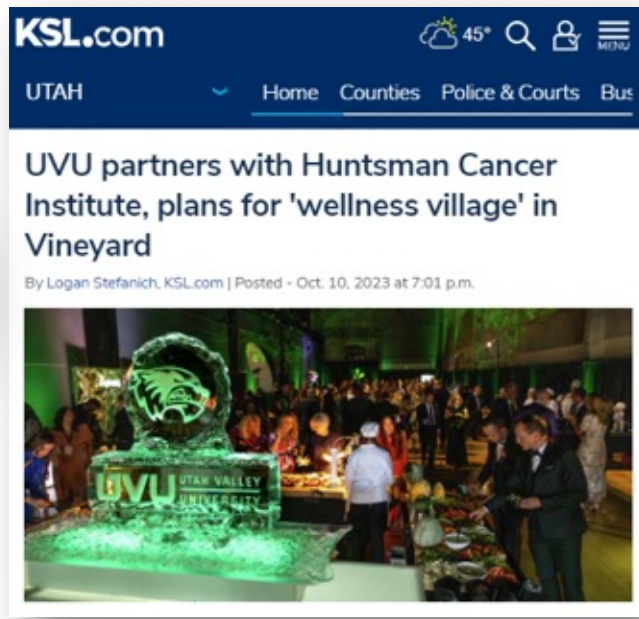 KSL.com
45°
MENU
UTAH
Home Counties Police & Courts Bus
UVU partners with Huntsman Cancer
Institute, plans for 'wellness village' in
Vineyard
By Logan Stefanich, KSL.com | Posted - Oct. 10, 2023 at 7:01 p.m.
UVU UTAH VALLEY
UNIVERSITY